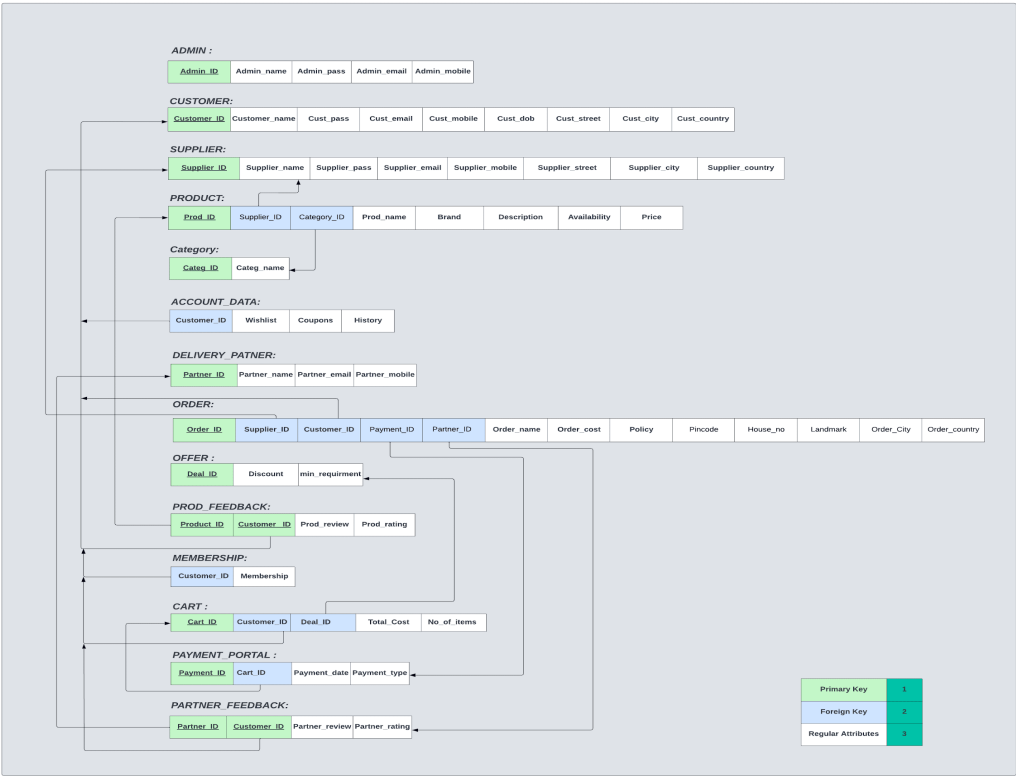 ADMIN :
Admin_ID Admin_name Admin_pass Admin_email Admin_mobile
CUSTOMER:
Customer_ID Customer_name Cust_pass Cust_email Cust_mobile Cust_dob Cust_street Cust_city Cust_country
SUPPLIER:
Supplier_ID Supplier_name Supplier_pass Supplier_email Supplier_mobile Supplier_street Supplier_city Supplier_country
PRODUCT:
Prod_ID Supplier_ID Category_ID Prod_name Brand Description Availability Price
Category:
Categ_ID Categ_name
ACCOUNT_DATA:
Customer_ID Wishlist Coupons History
DELIVERY_PATNER:
Partner_ID Partner_name Partner_email Partner_mobile
ORDER:
Order_ID Supplier_ID Customer_ID Payment_ID Partner_ID Order_name Order_cost Policy Pincode House_no Landmark Order_City Order_country
OFFER :
Deal_ID Discount min_requirment
PROD_FEEDBACK:
Product_ID Customer_ID Prod_review Prod_rating
MEMBERSHIP:
Customer_ID Membership
CART :
Cart_ID Customer_ID Deal_ID Total_Cost No_of_items
PAYMENT_PORTAL :
Payment_ID Cart_ID Payment_date Payment_type
PARTNER_FEEDBACK:
Partner_ID Customer_ID Partner_review Partner_rating
Primary Key 1
Foreign Key 2
Regular Attributes 3